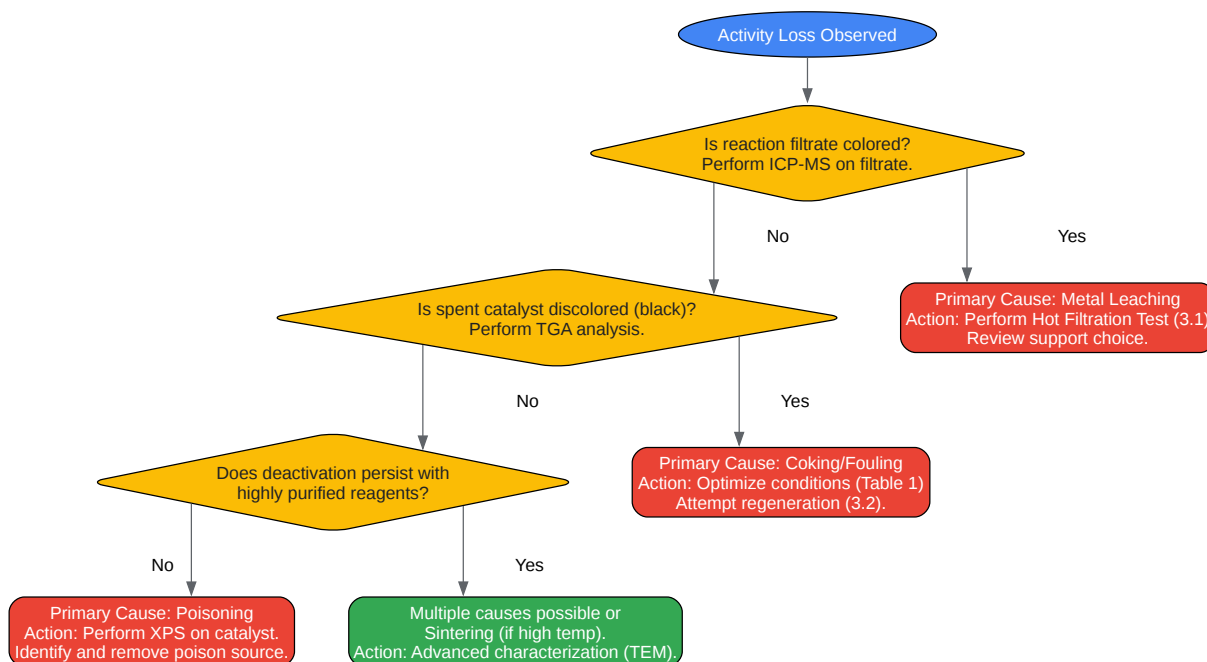 Activity Loss Observed
Is reaction filtrate colored?
Perform ICP-MS on filtrate.
No
Yes
Primary Cause: Metal Leaching
Action: Perform Hot Filtration Test (3.1)
Review support choice.
Is spent catalyst discolored (black)?
Perform TGA analysis.
No
Yes
Primary Cause: Coking/Fouling
Action: Optimize conditions (Table 1)
Attempt regeneration (3.2).
Does deactivation persist with
highly purified reagents?
No
Yes
Primary Cause: Poisoning
Action: Perform XPS on catalyst.
Identify and remove poison source.
Multiple causes possible or
Sintering (if high temp).
Action: Advanced characterization (TEM).